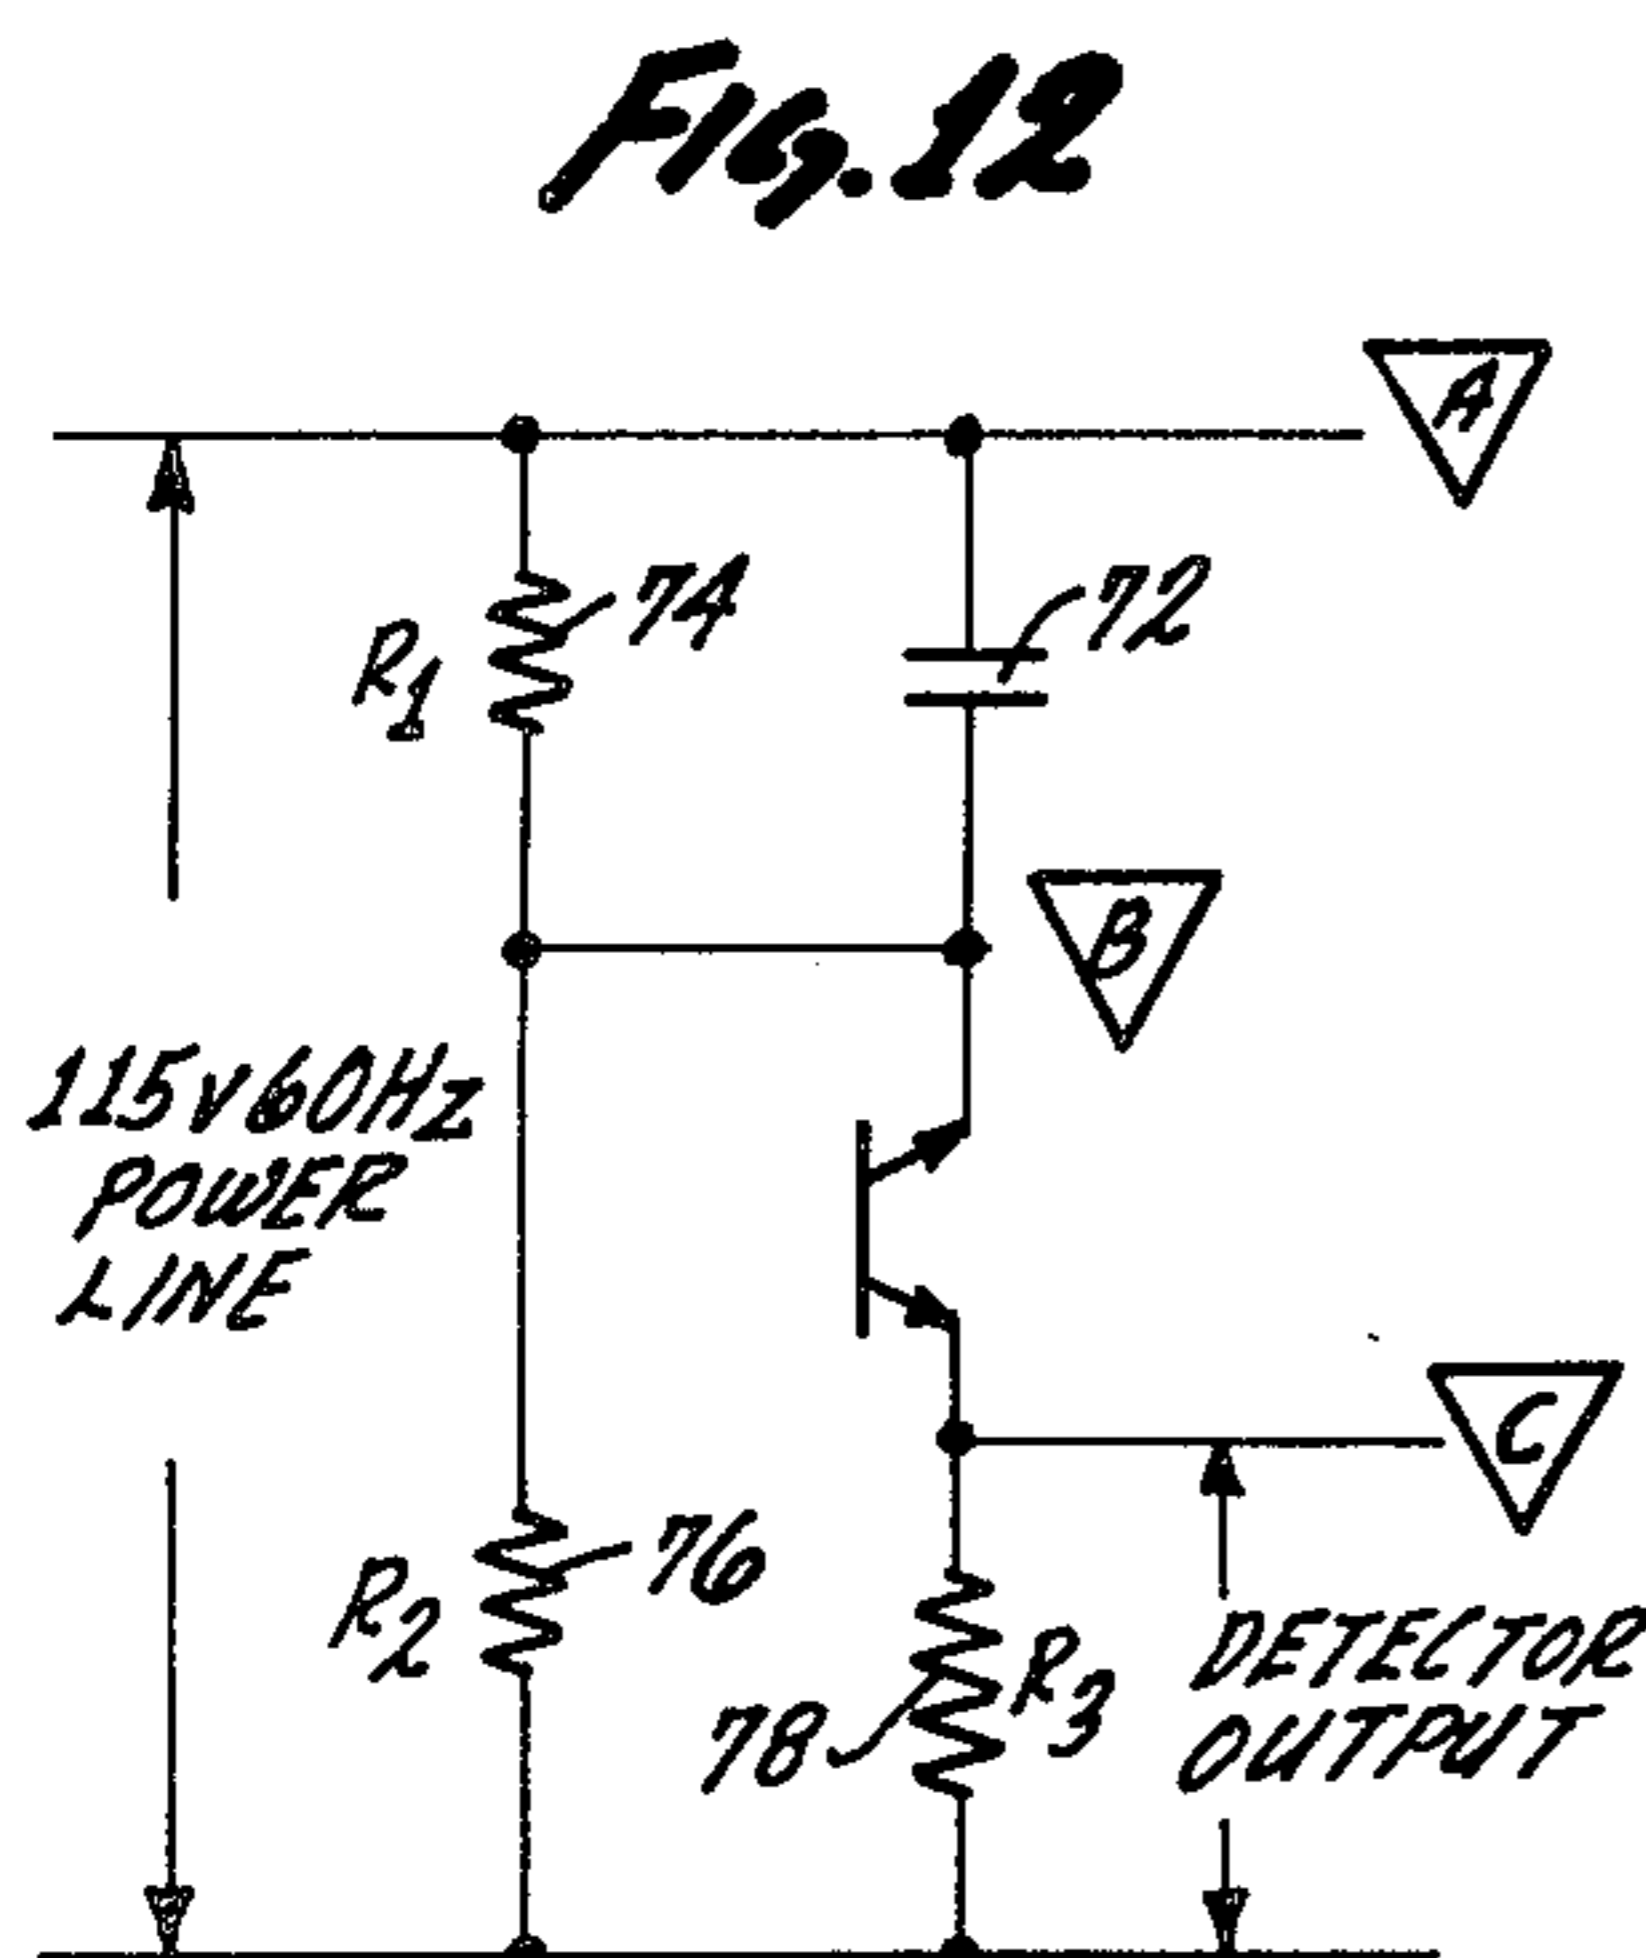 Fig. 12
A
74
72
R1
B
115V 60HZ
POWER
LINE
C
76
R2
R3
78
DETECTOR
OUTPUT